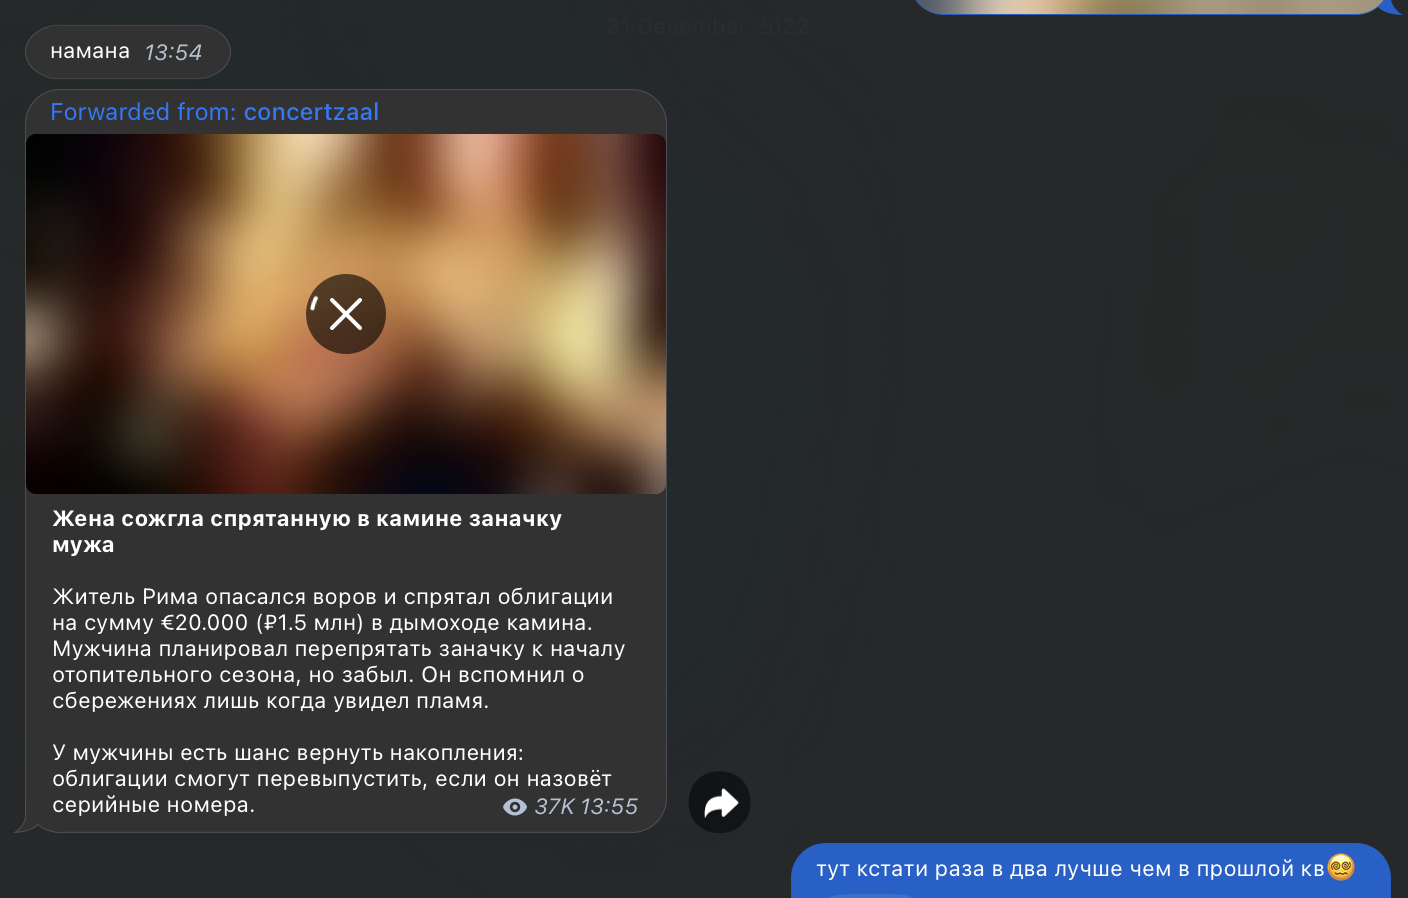 31 December 2022
намана 13:54
Forwarded from: concertzaal
Жена сожгла спрятанную в камине заначку
мужа
Житель Рима опасался воров и спрятал облигации
на сумму €20.000 (₽1.5 млн) в дымоходе камина.
Мужчина планировал перепрятать заначку к началу
отопительного сезона, но забыл. Он вспомнил о
сбережениях лишь когда увидел пламя.
У мужчины есть шанс вернуть накопления:
облигации смогут перевыпустить, если он назовёт
серийные номера.
37K 13:55
тут кстати раза в два лучше чем в прошлой кв😵‍💫